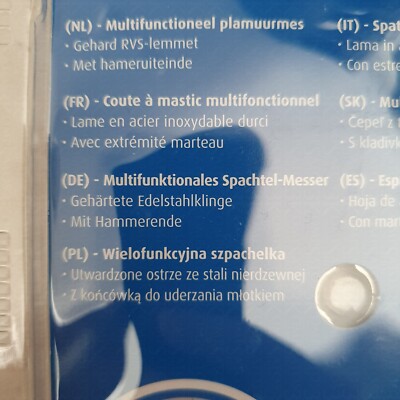 (NL) - Multifunctioneel plamuurmes
• Gehard RVS-lemmet
• Met hameruiteinde
(FR) - Coute à mastic multifonctionnel
• Lame en acier inoxydable durci
• Avec extrémité marteau
(DE) - Multifunktionales Spachtel-Messer
• Gehärtete Edelstahlklinge
• Mit Hammerende
(PL) - Wielofunkcyjna szpachelka
• Utwardzone ostrze ze stali nierdzewnej
• Z końcówką do uderzania młotkiem
(IT) - Spat
• Lama in
• Con estre
(SK) - Mu
• Čepeľ z
• S kladivk
(ES) - Esp
• Hoja de
• Con mar